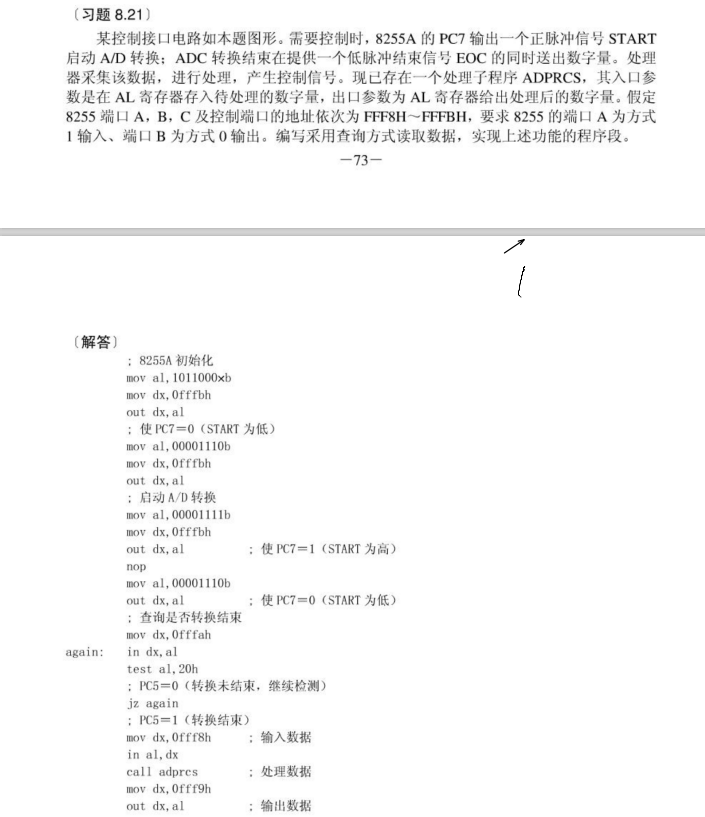 〔习题 8.21〕
某控制接口电路如本题图形。需要控制时，8255A 的 PC7 输出一个正脉冲信号 START
启动 A/D 转换；ADC 转换结束在提供一个低脉冲结束信号 EOC 的同时送出数字量。处理
器采集该数据，进行处理，产生控制信号。现已存在一个处理子程序 ADPRCS，其入口参
数是在 AL 寄存器存入待处理的数字量，出口参数为 AL 寄存器给出处理后的数字量。假定
8255 端口 A，B，C 及控制端口的地址依次为 FFF8H～FFFBH，要求 8255 的端口 A 为方式
1 输入、端口 B 为方式 0 输出。编写采用查询方式读取数据，实现上述功能的程序段。
－73－
〔解答〕
; 8255A 初始化
mov al,1011000×b
mov dx,0fffbh
out dx,al
; 使 PC7＝0（START 为低）
mov al,00001110b
mov dx,0fffbh
out dx,al
; 启动 A/D 转换
mov al,00001111b
mov dx,0fffbh
out dx,al ; 使 PC7＝1（START 为高）
nop
mov al,00001110b
out dx,al ; 使 PC7＝0（START 为低）
; 查询是否转换结束
mov dx,0fffah
again: in dx,al
test al,20h
; PC5＝0（转换未结束，继续检测）
jz again
; PC5＝1（转换结束）
mov dx,0fff8h ; 输入数据
in al,dx
call adprcs ; 处理数据
mov dx,0fff9h
out dx,al ; 输出数据